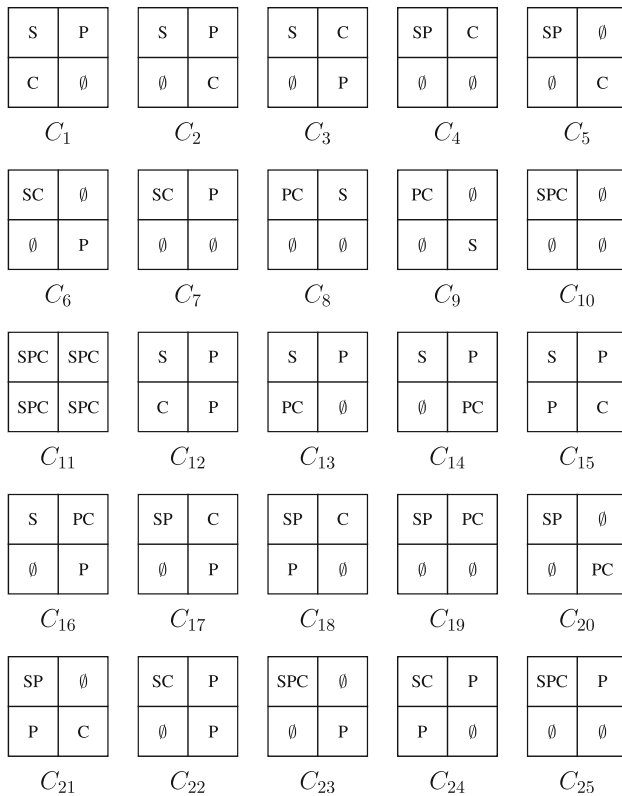 S P S P S C SP C SP ∅
C ∅ ∅ C ∅ P ∅ ∅ ∅ C
C₁ C₂ C₃ C₄ C₅
SC ∅ SC P PC S PC ∅ SPC ∅
∅ P ∅ ∅ ∅ ∅ ∅ S ∅ ∅
C₆ C₇ C₈ C₉ C₁₀
SPC SPC S P S P S P S P
SPC SPC C P PC ∅ ∅ PC P C
C₁₁ C₁₂ C₁₃ C₁₄ C₁₅
S PC SP C SP C SP PC SP ∅
∅ P ∅ P P ∅ ∅ ∅ ∅ PC
C₁₆ C₁₇ C₁₈ C₁₉ C₂₀
SP ∅ SC P SPC ∅ SC P SPC P
P C ∅ P ∅ P P ∅ ∅ ∅
C₂₁ C₂₂ C₂₃ C₂₄ C₂₅